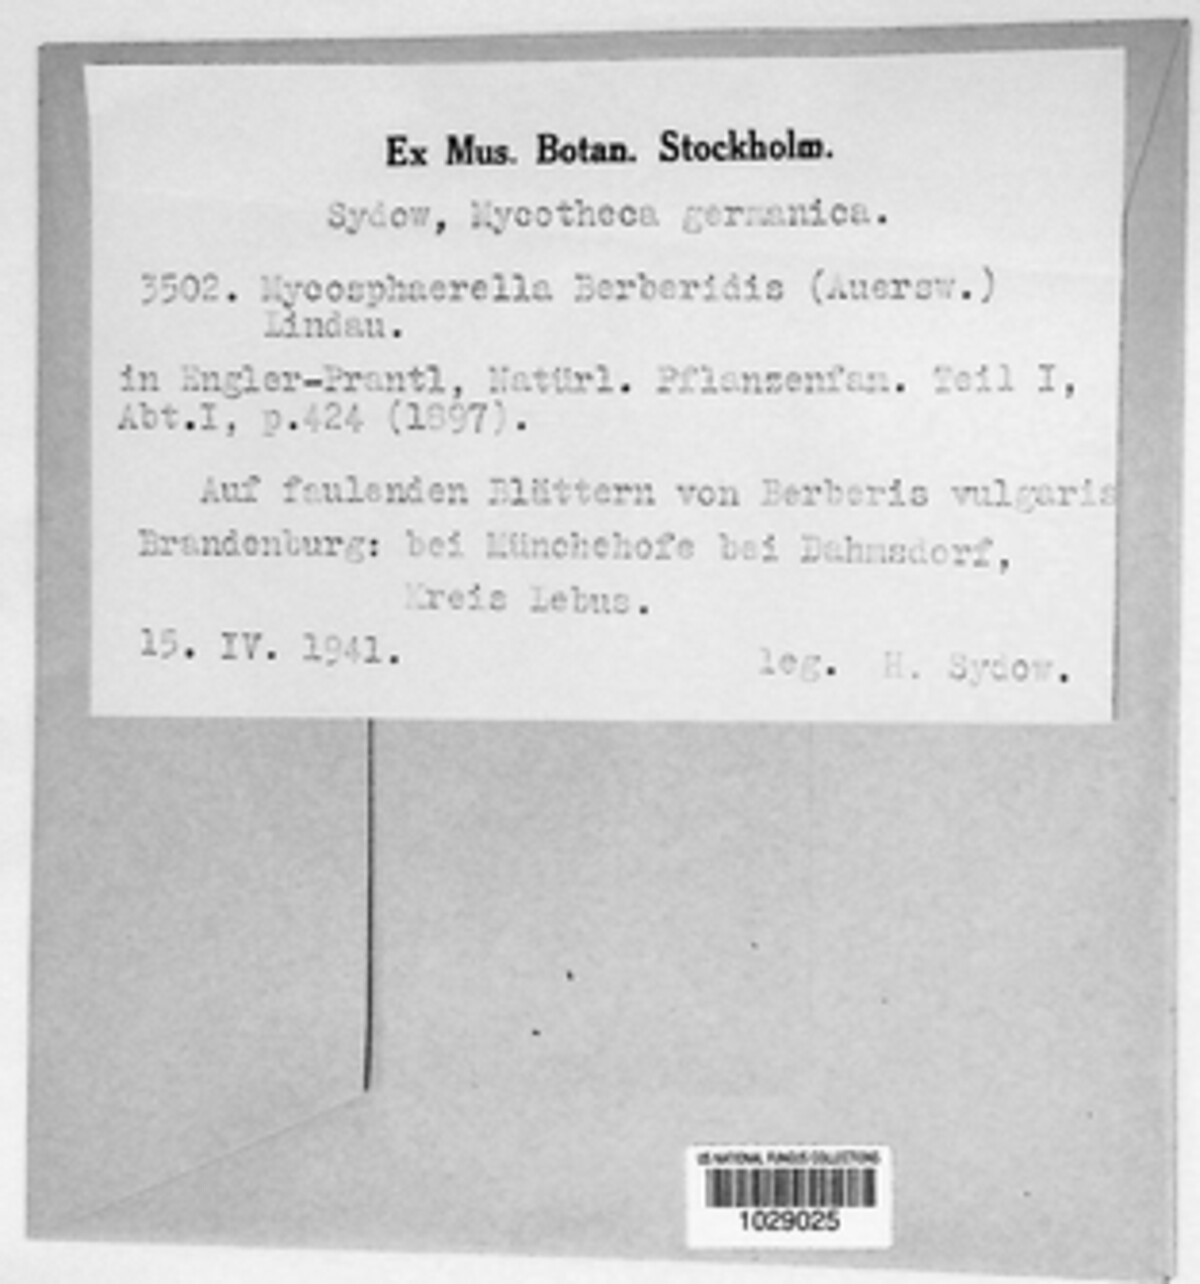 Ex Mus. Botan. Stockholm.
Sydow, Mycotheca germanica.
3502. Mycosphaerella Berberidis (Auersw.)
Lindau.
in Engler-Prantl, Natürl. Pflanzenfam. Teil I,
Abt.I, p.424 (1897).
Auf faulenden Blättern von Berberis vulgaris
Brandenburg: bei Münchehofe bei Dahmsdorf,
Kreis Lebus.
15. IV. 1941.
leg. H. Sydow.
US NATIONAL FUNGUS COLLECTIONS
1029025